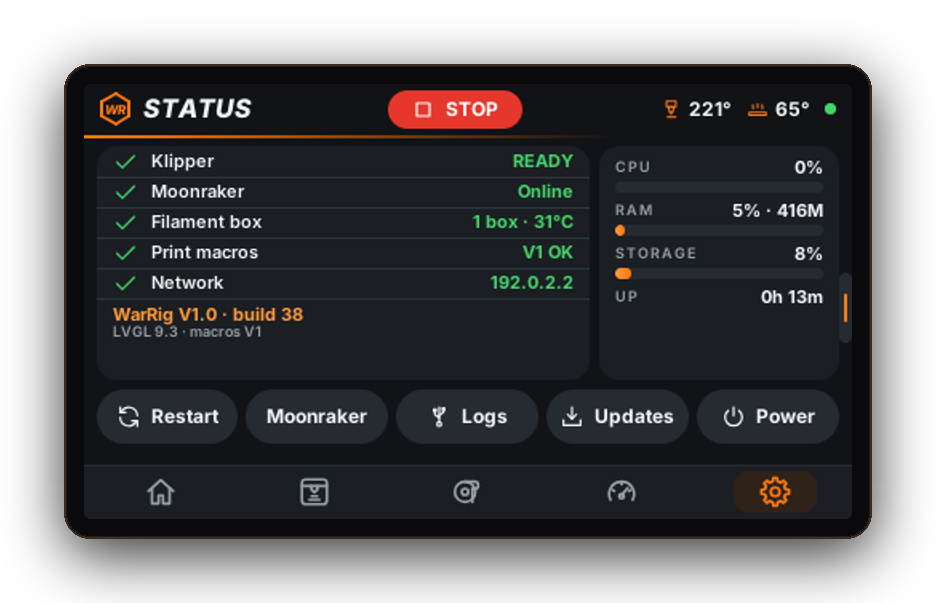 WR STATUS
STOP
221° 65°
Klipper READY
Moonraker Online
Filament box 1 box · 31°C
Print macros V1 OK
Network 192.0.2.2
WarRig V1.0 · build 38
LVGL 9.3 · macros V1
CPU 0%
RAM 5% · 416M
STORAGE 8%
UP 0h 13m
Restart Moonraker Logs Updates Power